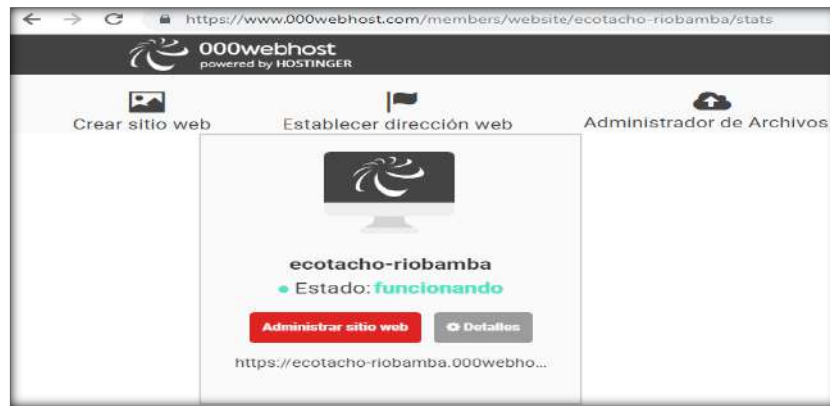 https://www.000webhost.com/members/website/ecotacho-riobamba/stats
000webhost
powered by HOSTINGER
Crear sitio web
Establecer dirección web
Administrador de Archivos
ecotacho-riobamba
Estado: funcionando
Administrar sitio web
Detalles
https://ecotacho-riobamba.000webho...